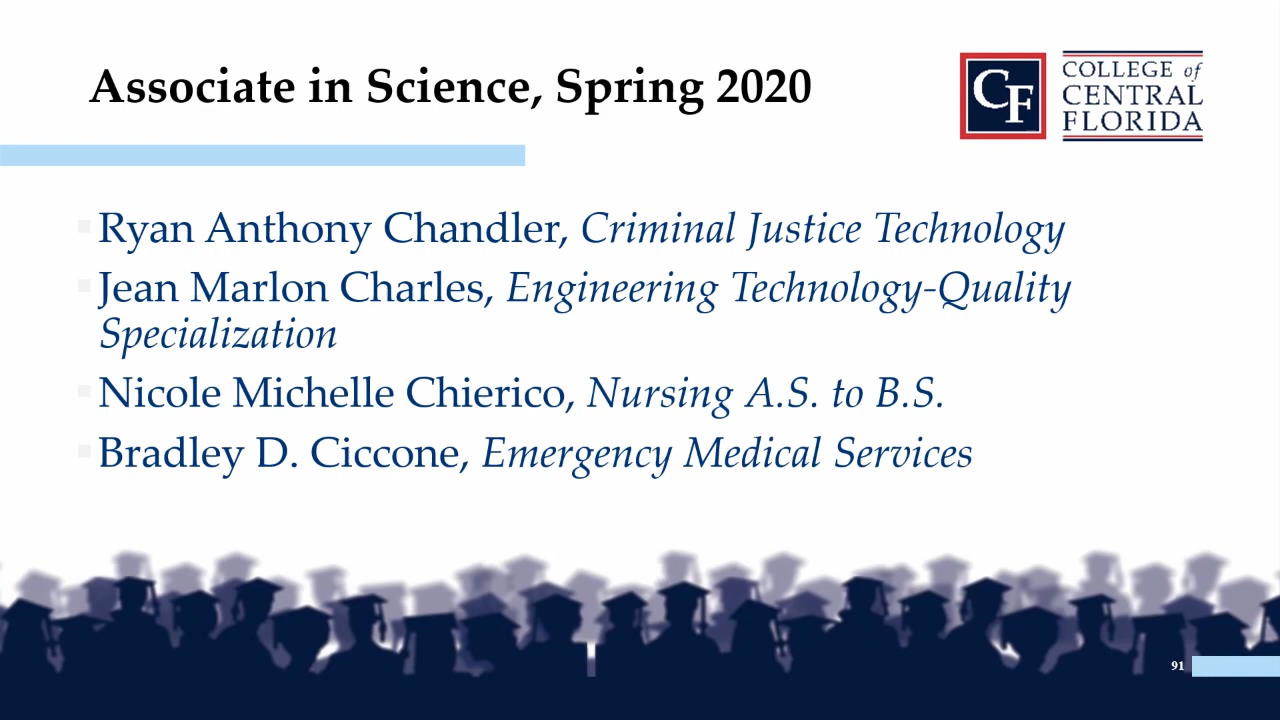 Associate in Science, Spring 2020
CF
COLLEGE of
CENTRAL
FLORIDA
Ryan Anthony Chandler, Criminal Justice Technology
Jean Marlon Charles, Engineering Technology-Quality
Specialization
Nicole Michelle Chierico, Nursing A.S. to B.S.
Bradley D. Ciccone, Emergency Medical Services
91